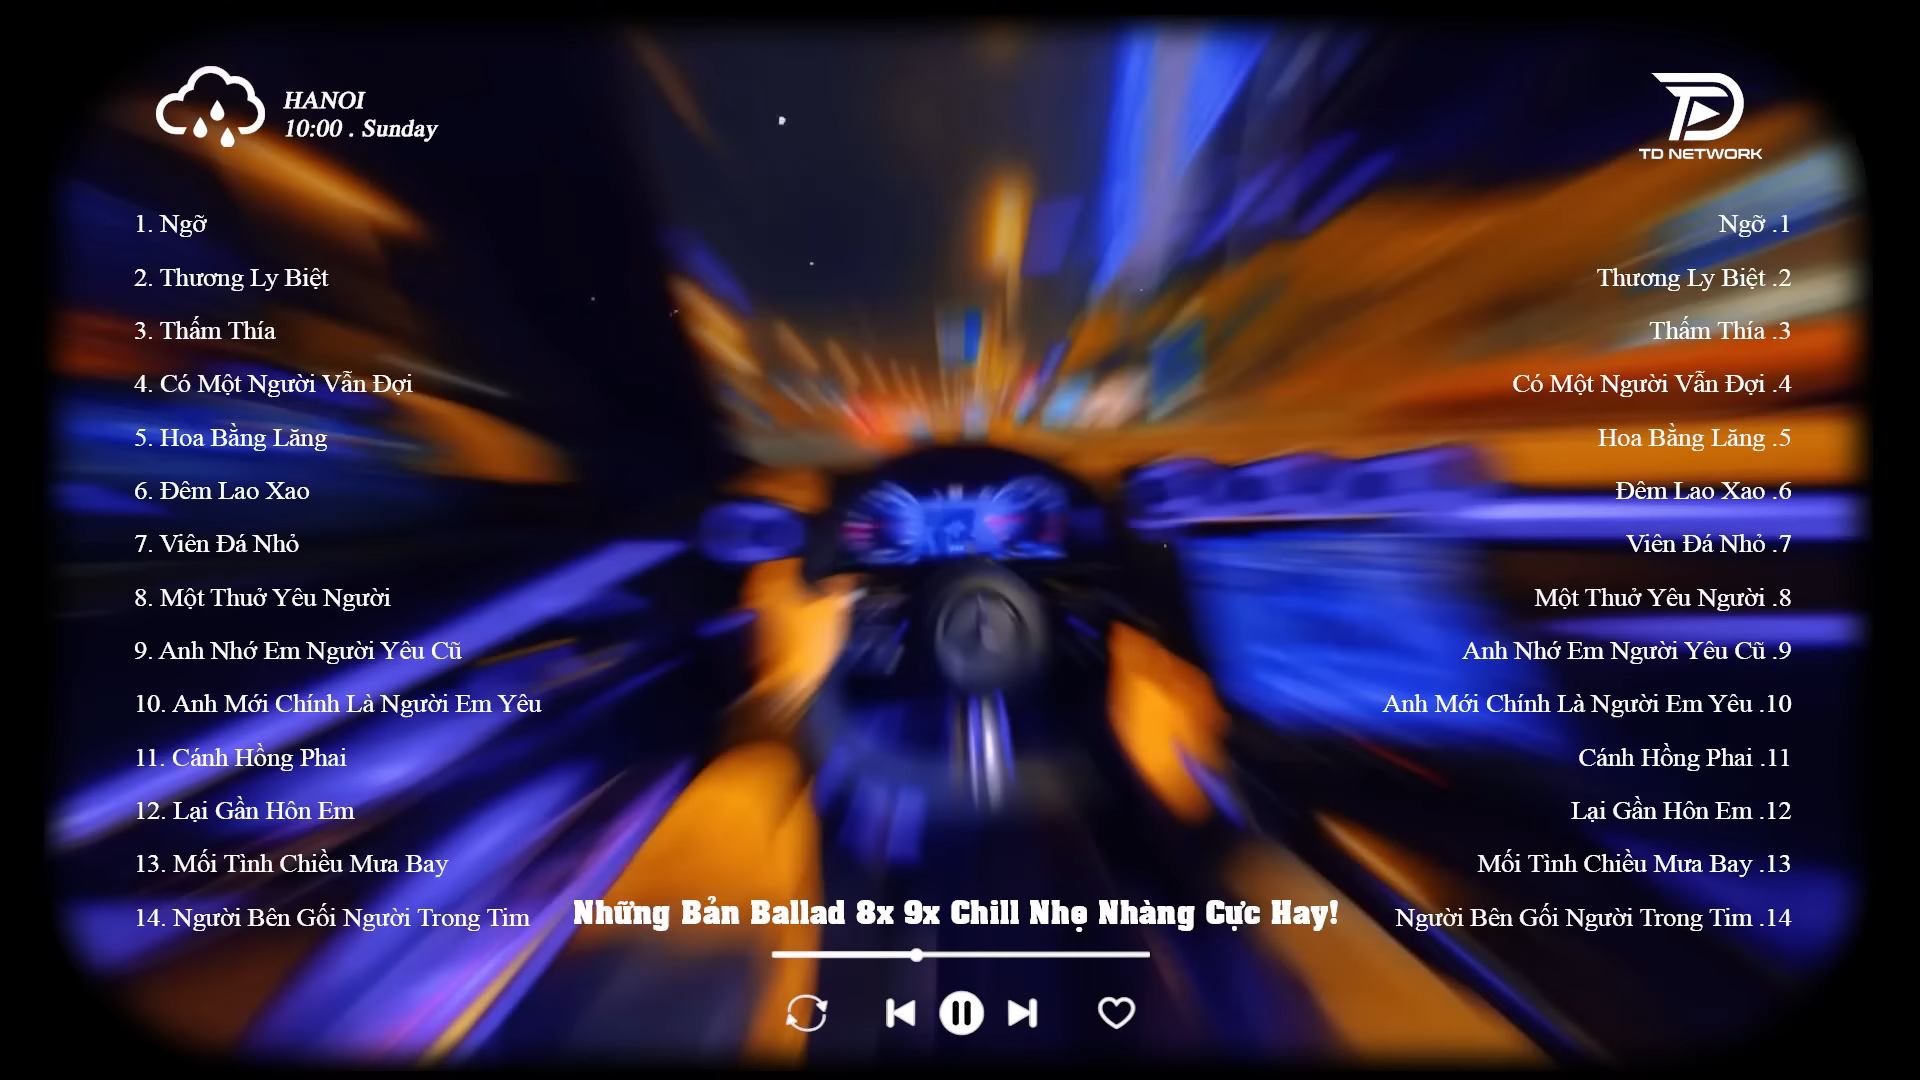 HANOI
10:00 . Sunday
TD NETWORK
1. Ngỡ
2. Thương Ly Biệt
3. Thấm Thía
4. Có Một Người Vẫn Đợi
5. Hoa Bằng Lăng
6. Đêm Lao Xao
7. Viên Đá Nhỏ
8. Một Thuở Yêu Người
9. Anh Nhớ Em Người Yêu Cũ
10. Anh Mới Chính Là Người Em Yêu
11. Cánh Hồng Phai
12. Lại Gần Hôn Em
13. Mối Tình Chiều Mưa Bay
14. Người Bên Gối Người Trong Tim
Ngỡ .1
Thương Ly Biệt .2
Thấm Thía .3
Có Một Người Vẫn Đợi .4
Hoa Bằng Lăng .5
Đêm Lao Xao .6
Viên Đá Nhỏ .7
Một Thuở Yêu Người .8
Anh Nhớ Em Người Yêu Cũ .9
Anh Mới Chính Là Người Em Yêu .10
Cánh Hồng Phai .11
Lại Gần Hôn Em .12
Mối Tình Chiều Mưa Bay .13
Người Bên Gối Người Trong Tim .14
Những Bản Ballad 8x 9x Chill Nhẹ Nhàng Cực Hay!